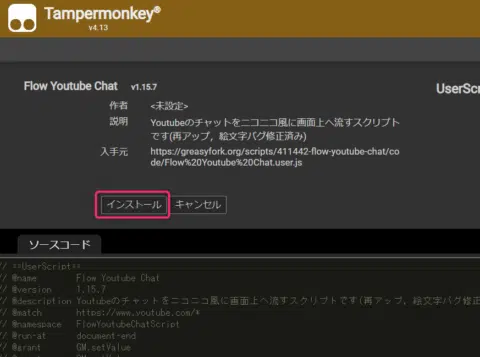 Tampermonkey®
v4.13
Flow Youtube Chat v1.15.7
UserScr
作者 <未設定>
説明 Youtubeのチャットをニコニコ風に画面上へ流すスクリプト
です(再アップ，絵文字バグ修正済み)
入手元 https://greasyfork.org/scripts/411442-flow-youtube-chat/co
de/Flow%20Youtube%20Chat.user.js
インストール キャンセル
ソースコード
// ==UserScript==
// @name Flow Youtube Chat
// @version 1.15.7
// @description Youtubeのチャットをニコニコ風に画面上へ流すスクリプトです(再アップ，絵文字バグ修正
// @match https://www.youtube.com/*
// @namespace FlowYoutubeChatScript
// @run-at document-end
// @grant GM.setValue